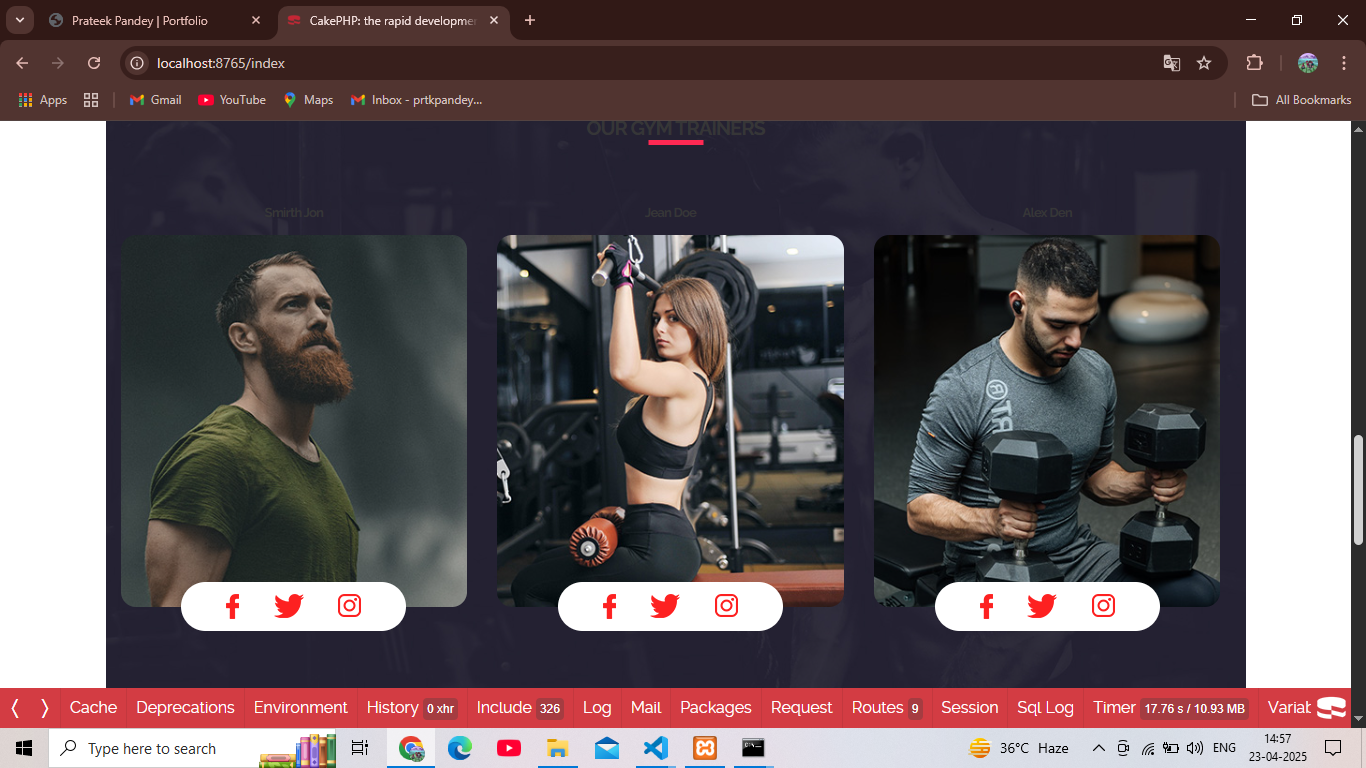 Prateek Pandey | Portfolio
CakePHP: the rapid developmen
localhost:8765/index
Apps
Gmail
YouTube
Maps
Inbox - prtkpandey...
All Bookmarks
OUR GYM TRAINERS
Smirth Jon
Jean Doe
Alex Den
Cache
Deprecations
Environment
History 0 xhr
Include 326
Log
Mail
Packages
Request
Routes 9
Session
Sql Log
Timer 17.76 s / 10.93 MB
Variab
Type here to search
36°C Haze
ENG
14:57
23-04-2025